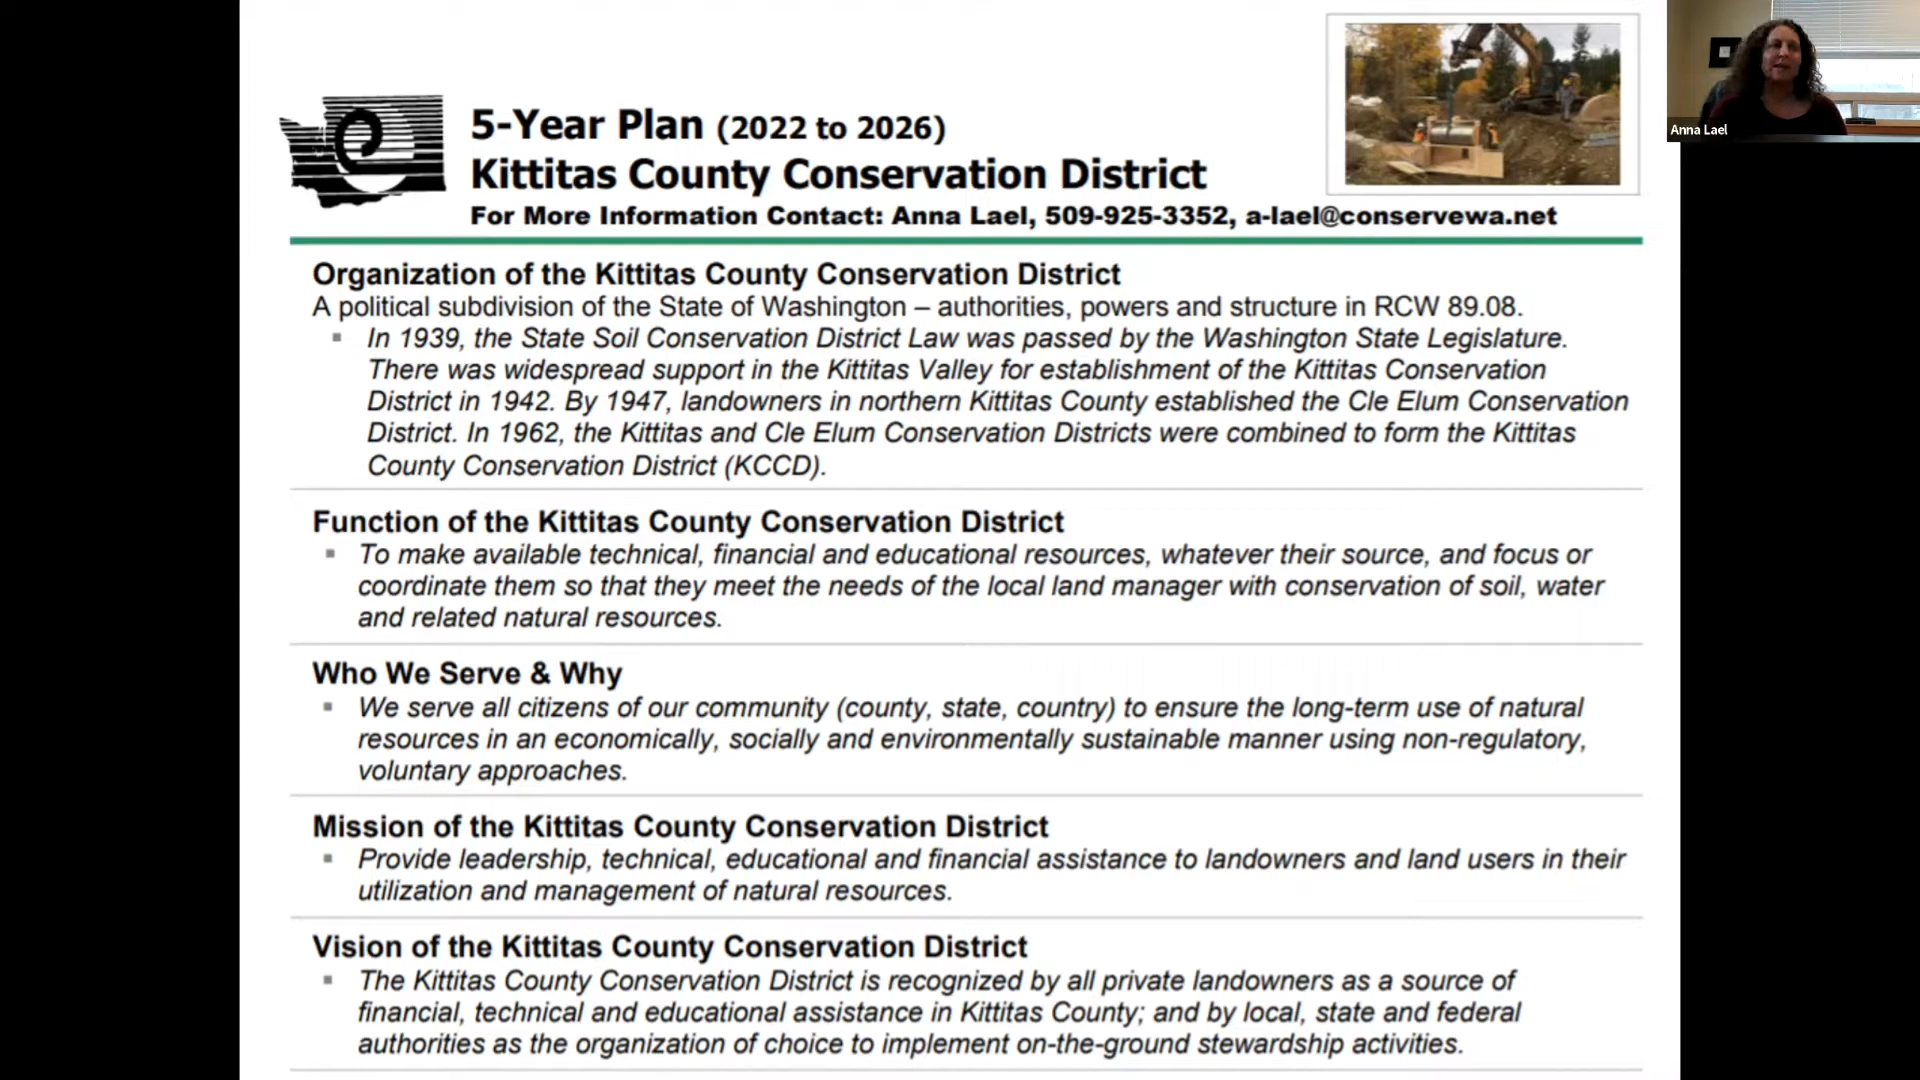 5-Year Plan (2022 to 2026)
Kittitas County Conservation District
For More Information Contact: Anna Lael, 509-925-3352, a-lael@conservewa.net
Anna Lael
Organization of the Kittitas County Conservation District
A political subdivision of the State of Washington – authorities, powers and structure in RCW 89.08.
▪ In 1939, the State Soil Conservation District Law was passed by the Washington State Legislature.
There was widespread support in the Kittitas Valley for establishment of the Kittitas Conservation
District in 1942. By 1947, landowners in northern Kittitas County established the Cle Elum Conservation
District. In 1962, the Kittitas and Cle Elum Conservation Districts were combined to form the Kittitas
County Conservation District (KCCD).
Function of the Kittitas County Conservation District
▪ To make available technical, financial and educational resources, whatever their source, and focus or
coordinate them so that they meet the needs of the local land manager with conservation of soil, water
and related natural resources.
Who We Serve & Why
▪ We serve all citizens of our community (county, state, country) to ensure the long-term use of natural
resources in an economically, socially and environmentally sustainable manner using non-regulatory,
voluntary approaches.
Mission of the Kittitas County Conservation District
▪ Provide leadership, technical, educational and financial assistance to landowners and land users in their
utilization and management of natural resources.
Vision of the Kittitas County Conservation District
▪ The Kittitas County Conservation District is recognized by all private landowners as a source of
financial, technical and educational assistance in Kittitas County; and by local, state and federal
authorities as the organization of choice to implement on-the-ground stewardship activities.